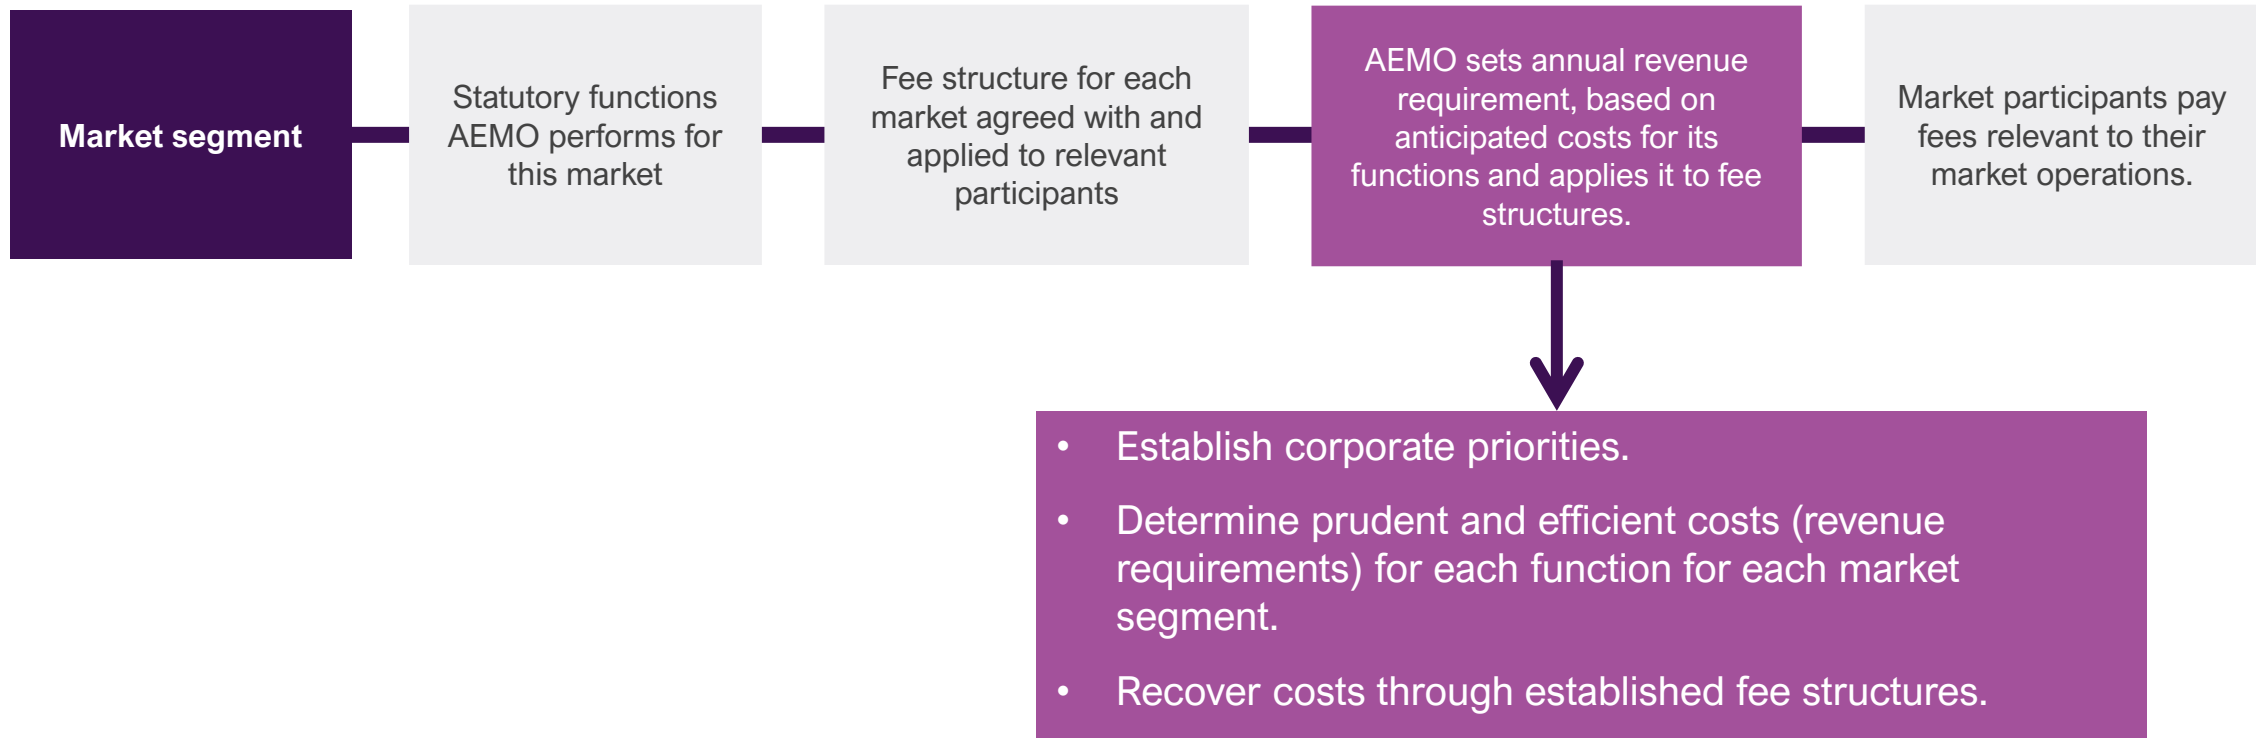 Market segment
Statutory functions
AEMO performs for
this market
Fee structure for each
market agreed with and
applied to relevant
participants
AEMO sets annual revenue
requirement, based on
anticipated costs for its
functions and applies it to fee
structures.
Market participants pay
fees relevant to their
market operations.
• Establish corporate priorities.
• Determine prudent and efficient costs (revenue
requirements) for each function for each market
segment.
• Recover costs through established fee structures.